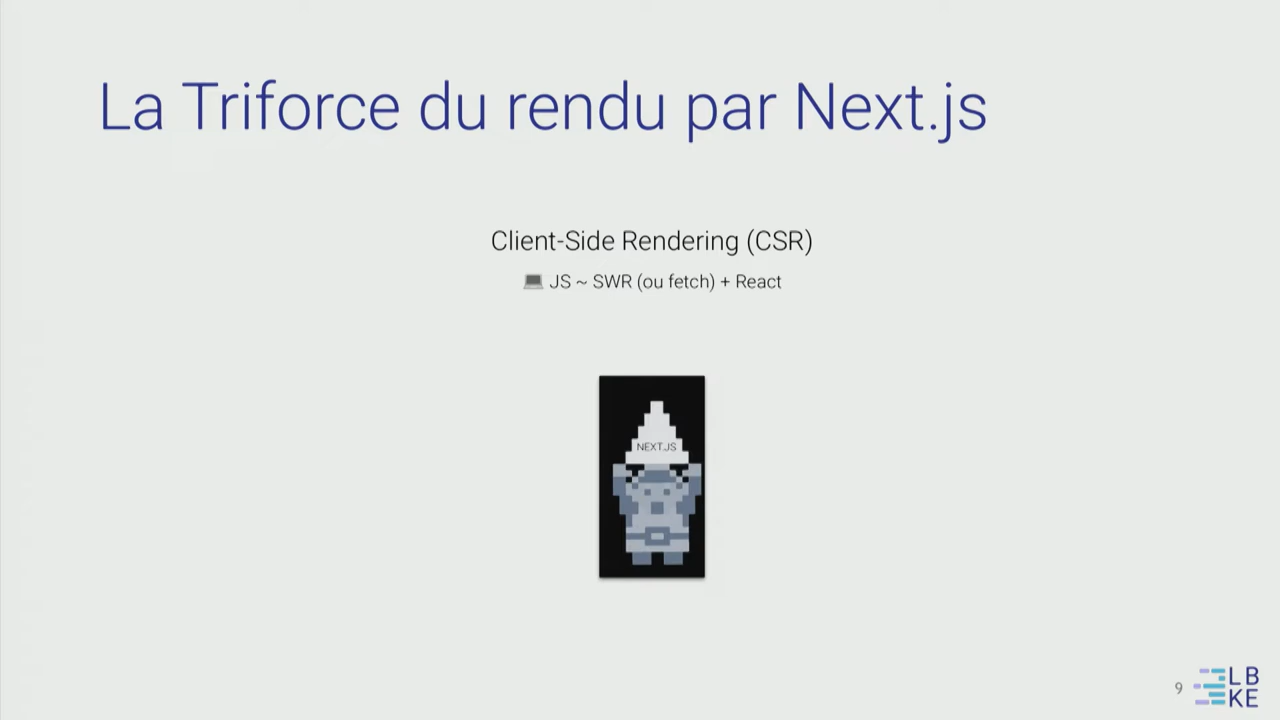 La Triforce du rendu par Next.js
Client-Side Rendering (CSR)
💻 JS ~ SWR (ou fetch) + React
NEXT.JS
9
LB
KE